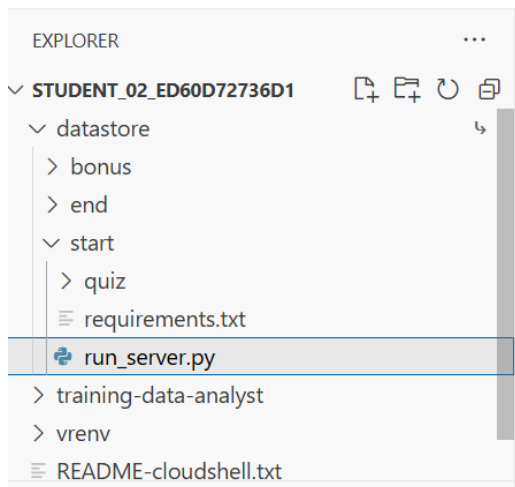 EXPLORER
STUDENT_02_ED60D72736D1
datastore
bonus
end
start
quiz
requirements.txt
run_server.py
training-data-analyst
vrenv
README-cloudshell.txt